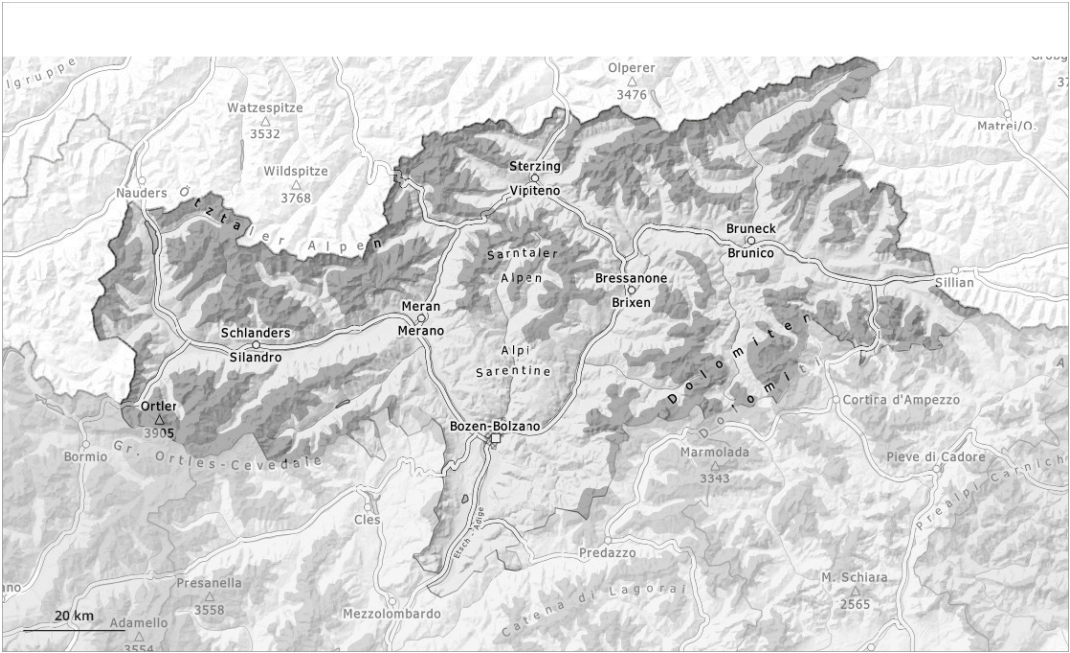 lgruppe
Olperer
3476
Watzespitze
3532
Matrei/O.
Sterzing
Vipiteno
Wildspitze
3768
Nauders
Ötztaler Alpen
Bruneck
Brunico
Sarntaler
Alpen
Bressanone
Brixen
Sillian
Meran
Merano
Schlanders
Silandro
Alpi
Sarentine
Dolomiten
Dolomiti
Ortler
3905
Cortina d'Ampezzo
Bozen-Bolzano
Gr. Ortles-Cevedale
Bormio
Marmolada
3343
Pieve di Cadore
Prealpi Carnich
Cles
Etsch - Adige
Predazzo
Presanella
3558
M. Schiara
2565
ano
Catena di Lagorai
Mezzolombardo
20 km
Adamello
3554